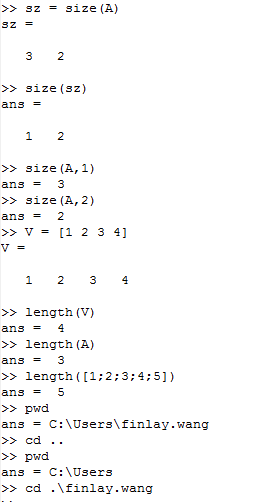 >> sz = size(A)
sz =
3 2
>> size(sz)
ans =
1 2
>> size(A,1)
ans = 3
>> size(A,2)
ans = 2
>> V = [1 2 3 4]
V =
1 2 3 4
>> length(V)
ans = 4
>> length(A)
ans = 3
>> length([1;2;3;4;5])
ans = 5
>> pwd
ans = C:\Users\finlay.wang
>> cd ..
>> pwd
ans = C:\Users
>> cd .\finlay.wang